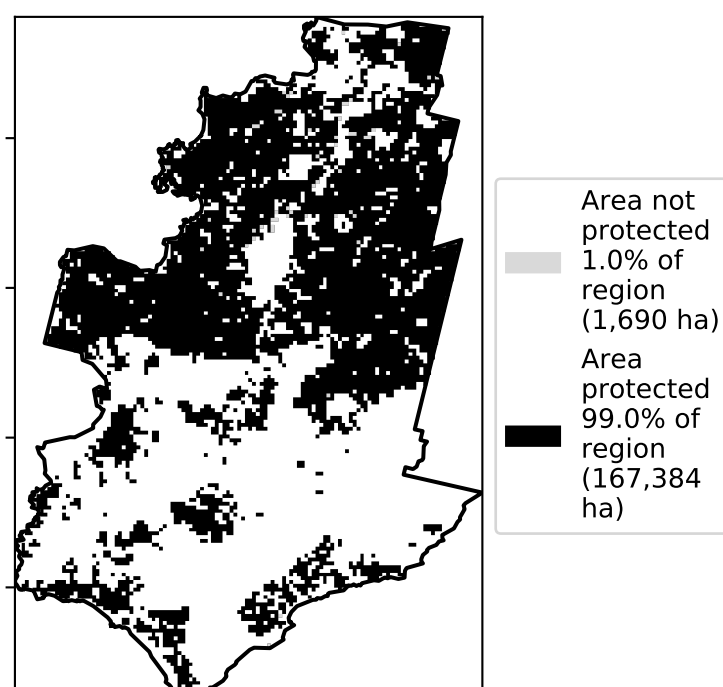 Area not
protected
1.0% of
region
(1,690 ha)
Area
protected
99.0% of
region
(167,384
ha)